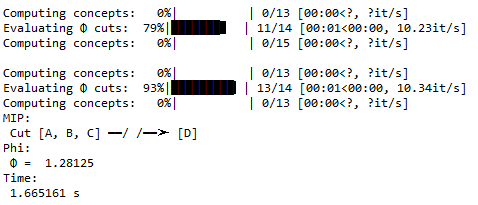 Computing concepts:   0%|          | 0/13 [00:00<?, ?it/s]
Evaluating Φ cuts:  79%|███████▊  | 11/14 [00:01<00:00, 10.23it/s]
Computing concepts:   0%|          | 0/15 [00:00<?, ?it/s]
Computing concepts:   0%|          | 0/13 [00:00<?, ?it/s]
Evaluating Φ cuts:  93%|█████████▎| 13/14 [00:01<00:00, 10.34it/s]
Computing concepts:   0%|          | 0/13 [00:00<?, ?it/s]
MIP:
Cut [A, B, C] ━━/ /━━➤ [D]
Phi:
Φ =  1.28125
Time:
1.665161 s